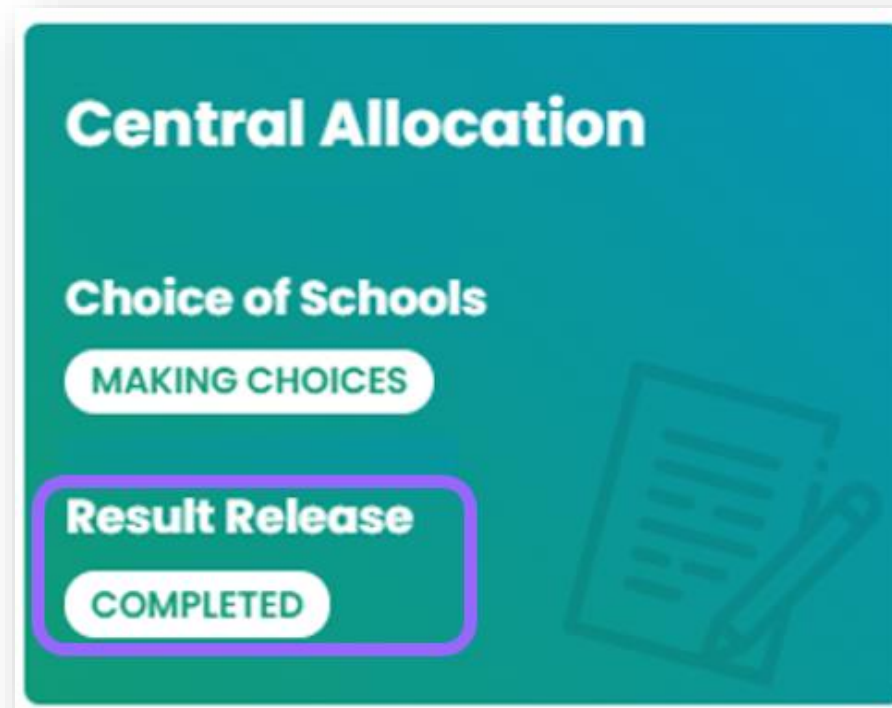 Central Allocation
Choice of Schools
MAKING CHOICES
Result Release
COMPLETED